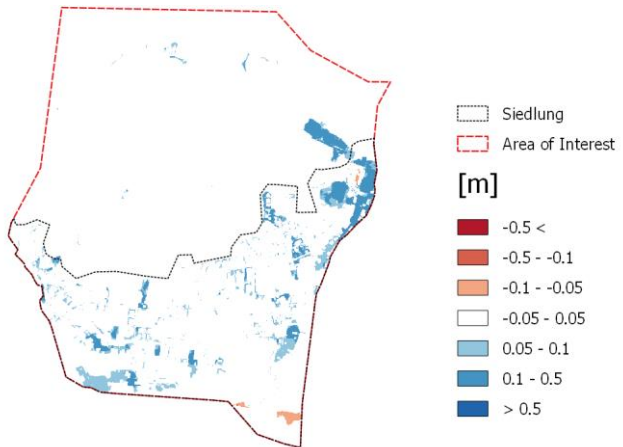 Siedlung
Area of Interest
[m]
-0.5 <
-0.5 - -0.1
-0.1 - -0.05
-0.05 - 0.05
0.05 - 0.1
0.1 - 0.5
> 0.5